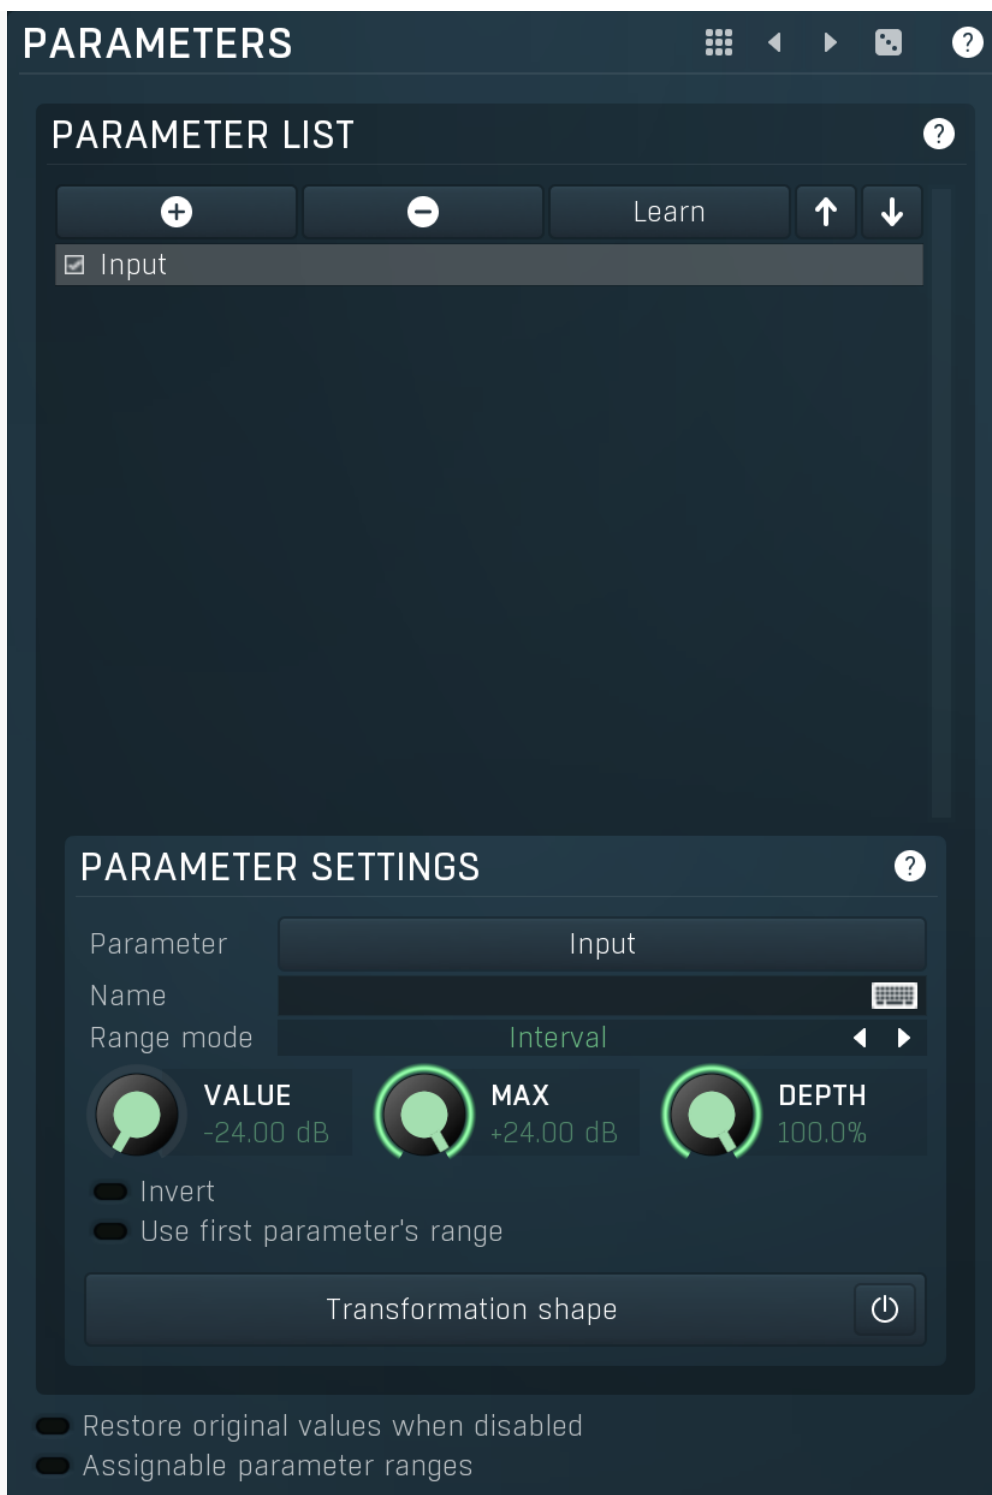 PARAMETERS ?
PARAMETER LIST ?
Learn
Input
PARAMETER SETTINGS ?
Parameter Input
Name
Range mode Interval
VALUE MAX DEPTH
-24.00 dB +24.00 dB 100.0%
Invert
Use first parameter's range
Transformation shape
Restore original values when disabled
Assignable parameter ranges